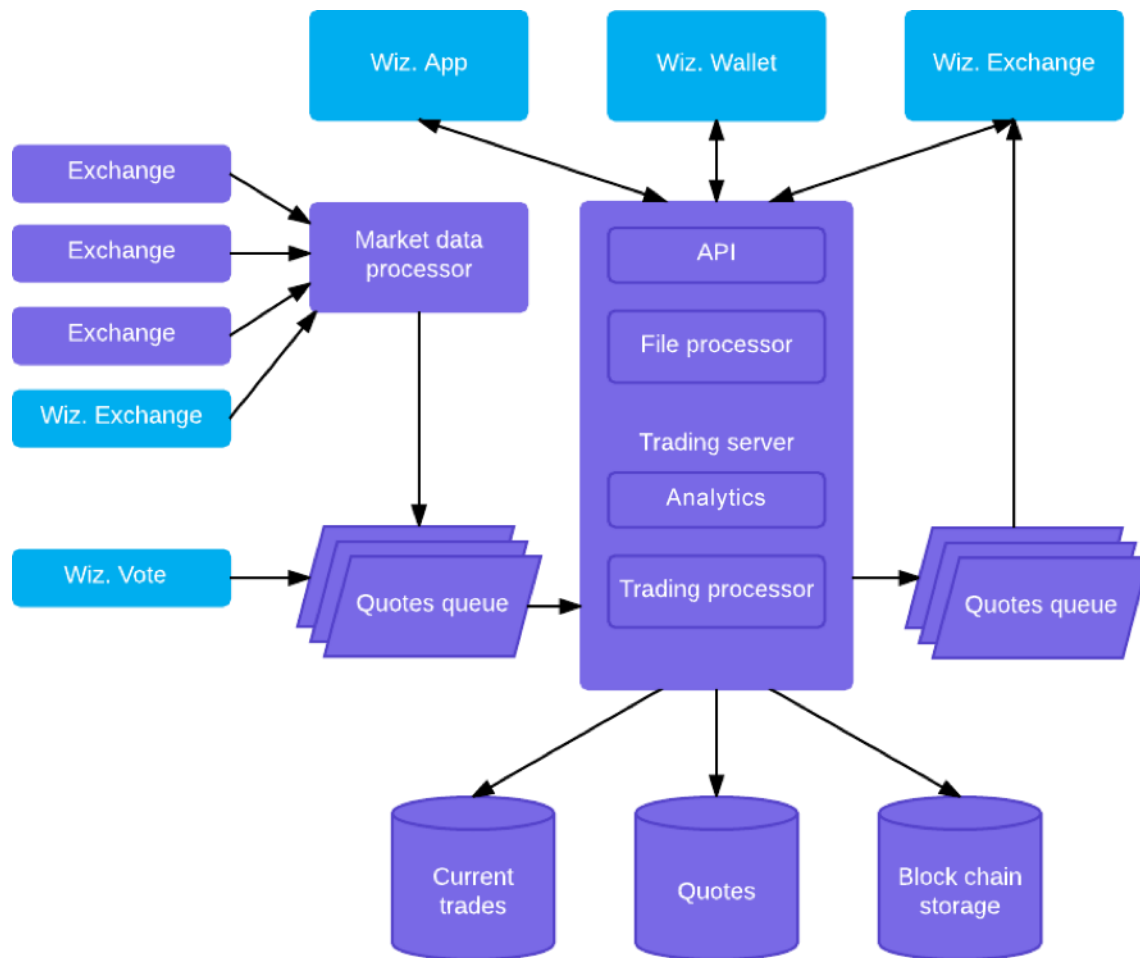 Wiz. App
Wiz. Wallet
Wiz. Exchange
Exchange
Exchange
Exchange
Wiz. Exchange
Market data
processor
API
File processor
Trading server
Analytics
Trading processor
Wiz. Vote
Quotes queue
Quotes queue
Current
trades
Quotes
Block chain
storage